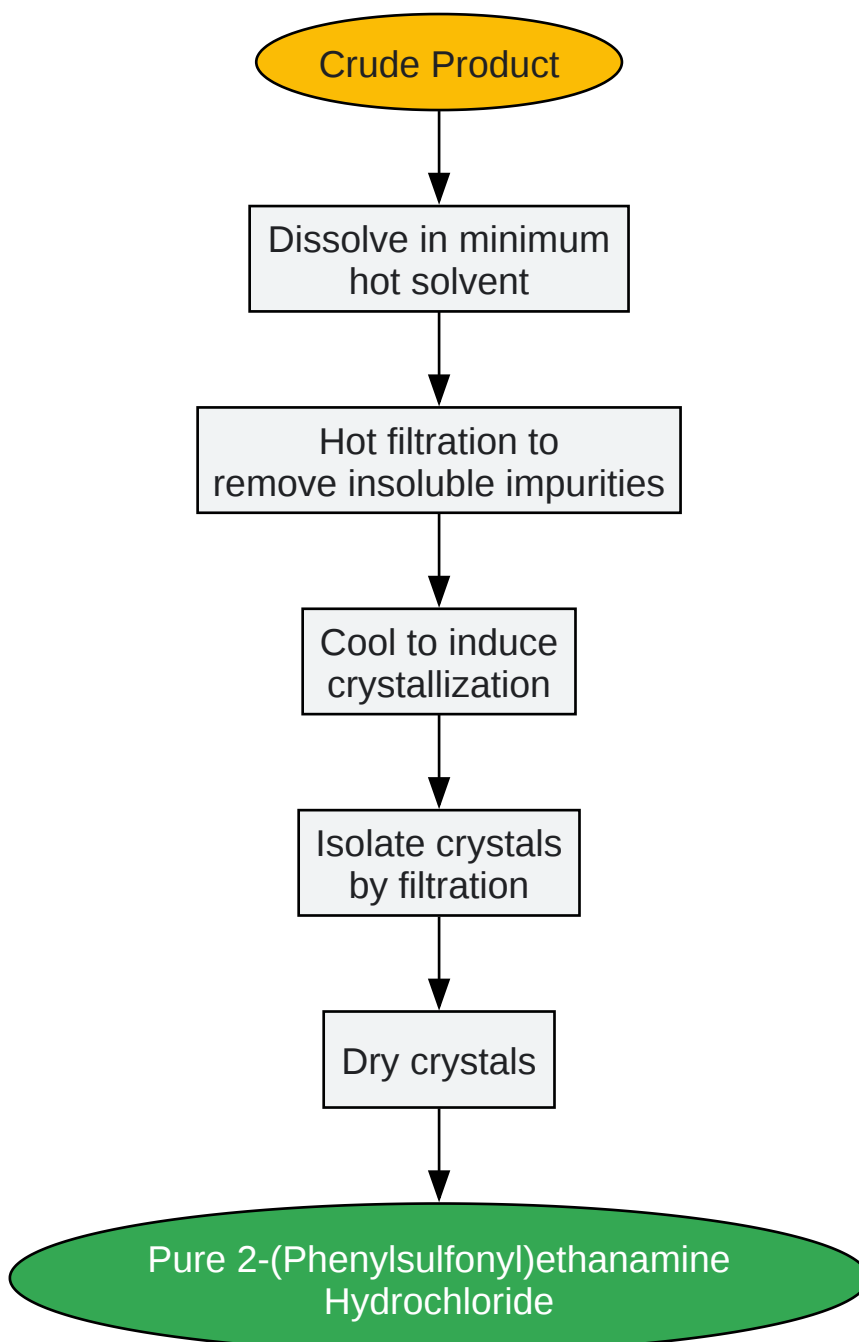 Crude Product
Dissolve in minimum
hot solvent
Hot filtration to
remove insoluble impurities
Cool to induce
crystallization
Isolate crystals
by filtration
Dry crystals
Pure 2-(Phenylsulfonyl)ethanamine
Hydrochloride